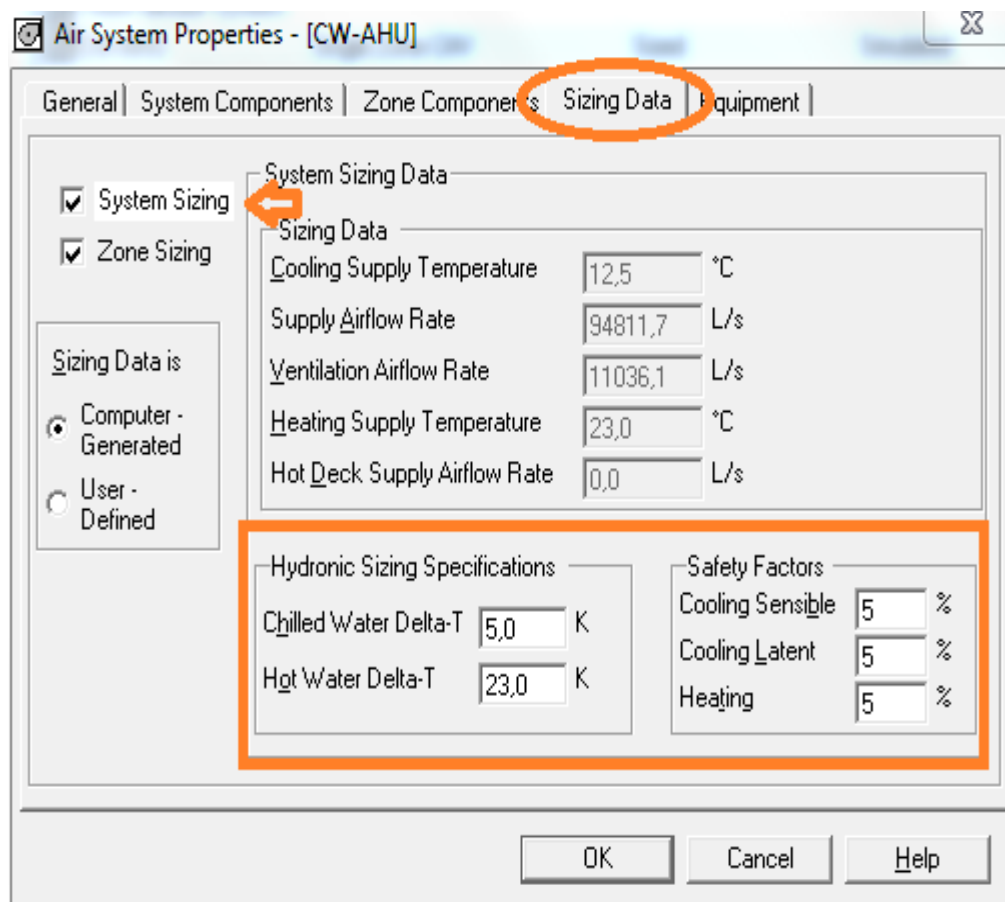 Air System Properties - [CW-AHU]
General System Components Zone Components Sizing Data Equipment
System Sizing
Zone Sizing
Sizing Data is
Computer -
Generated
User -
Defined
System Sizing Data
Sizing Data
Cooling Supply Temperature 12,5 °C
Supply Airflow Rate 94811,7 L/s
Ventilation Airflow Rate 11036,1 L/s
Heating Supply Temperature 23,0 °C
Hot Deck Supply Airflow Rate 0,0 L/s
Hydronic Sizing Specifications
Chilled Water Delta-T 5,0 K
Hot Water Delta-T 23,0 K
Safety Factors
Cooling Sensible 5 %
Cooling Latent 5 %
Heating 5 %
OK Cancel Help